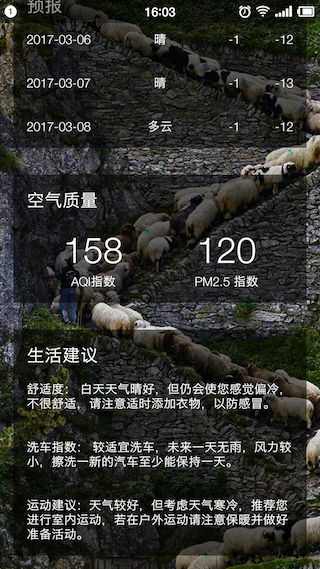 1 16:03
预报
2017-03-06 晴 -1 -12
2017-03-07 晴 -1 -13
2017-03-08 多云 -1 -12
空气质量
158 120
AQI指数 PM2.5 指数
生活建议
舒适度： 白天天气晴好，但仍会使您感觉偏冷，
不很舒适，请注意适时添加衣物，以防感冒。
洗车指数： 较适宜洗车，未来一天无雨，风力较
小，擦洗一新的汽车至少能保持一天。
运动建议：天气较好，但考虑天气寒冷，推荐您
进行室内运动，若在户外运动请注意保暖并做好
准备活动。